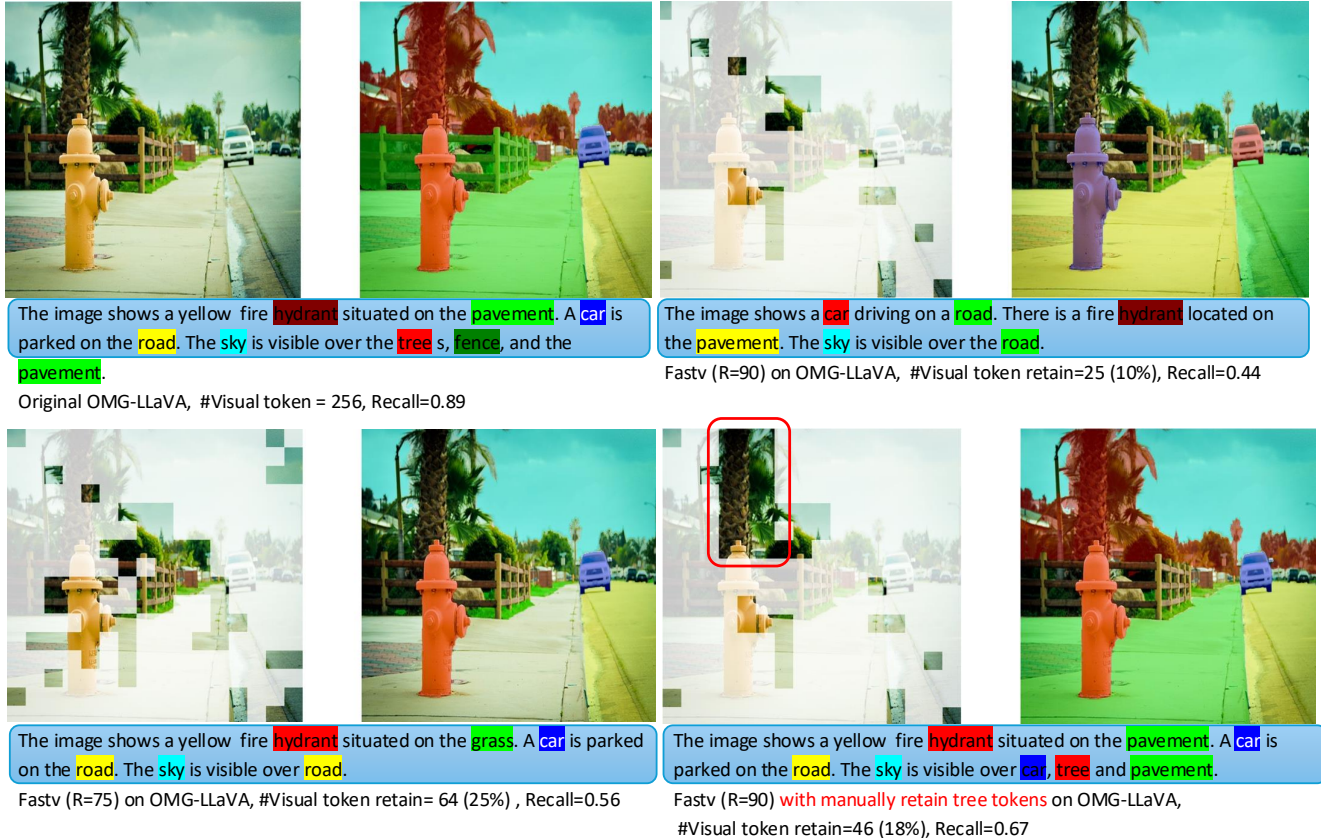 The image shows a yellow fire hydrant situated on the pavement. A car is
parked on the road. The sky is visible over the tree s, fence, and the
pavement.
Original OMG-LLaVA, #Visual token = 256, Recall=0.89
The image shows a car driving on a road. There is a fire hydrant located on
the pavement. The sky is visible over the road.
Fastv (R=90) on OMG-LLaVA, #Visual token retain=25 (10%), Recall=0.44
The image shows a yellow fire hydrant situated on the grass. A car is parked
on the road. The sky is visible over road.
Fastv (R=75) on OMG-LLaVA, #Visual token retain= 64 (25%) , Recall=0.56
The image shows a yellow fire hydrant situated on the pavement. A car is
parked on the road. The sky is visible over car, tree and pavement.
Fastv (R=90) with manually retain tree tokens on OMG-LLaVA,
#Visual token retain=46 (18%), Recall=0.67